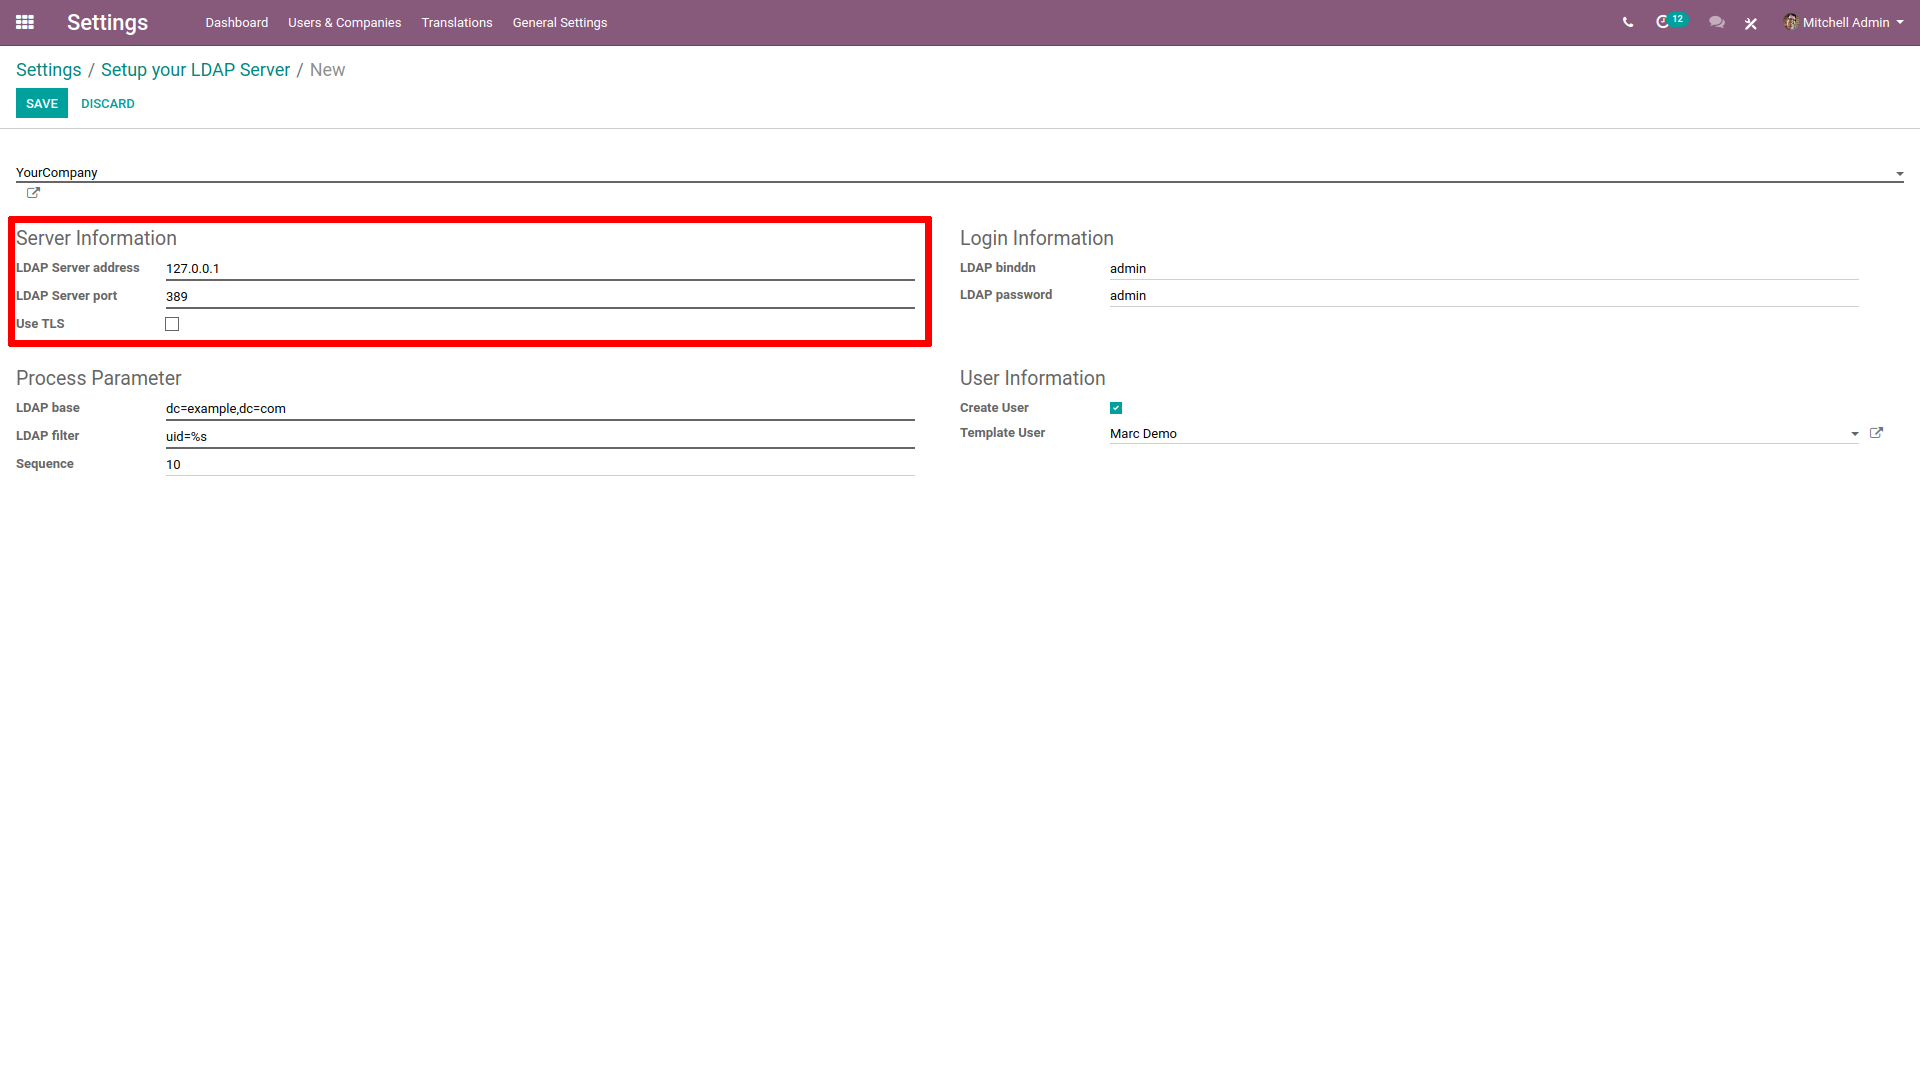 Settings Dashboard Users & Companies Translations General Settings 12 Mitchell Admin
Settings / Setup your LDAP Server / New
SAVE DISCARD
YourCompany
Server Information
LDAP Server address 127.0.0.1
LDAP Server port 389
Use TLS
Login Information
LDAP binddn admin
LDAP password admin
Process Parameter
LDAP base dc=example,dc=com
LDAP filter uid=%s
Sequence 10
User Information
Create User
Template User Marc Demo